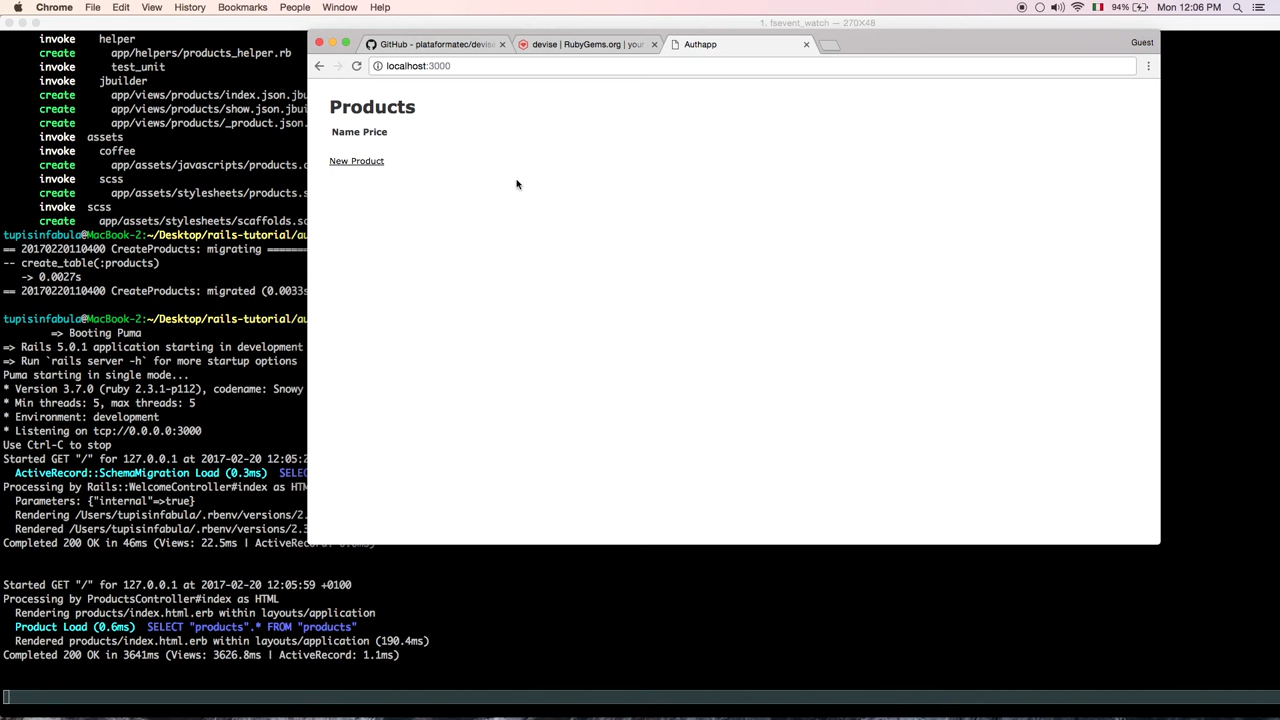 Chrome File Edit View History Bookmarks People Window Help 94% Mon 12:06 PM
1. fsevent_watch — 270×48
GitHub - plataformatec/devise
devise | RubyGems.org | your
Authapp
Guest
localhost:3000
Products
Name Price
New Product
invoke helper
create app/helpers/products_helper.rb
invoke test_unit
invoke jbuilder
create app/views/products/index.json.jbu
create app/views/products/show.json.jbui
create app/views/products/_product.json.
invoke assets
invoke coffee
create app/assets/javascripts/products.c
invoke scss
create app/assets/stylesheets/products.s
invoke scss
create app/assets/stylesheets/scaffolds.sc
tupisinfabula@MacBook-2:~/Desktop/rails-tutorial/au
== 20170220110400 CreateProducts: migrating =======
-- create_table(:products)
-> 0.0027s
== 20170220110400 CreateProducts: migrated (0.0033s
tupisinfabula@MacBook-2:~/Desktop/rails-tutorial/au
=> Booting Puma
=> Rails 5.0.1 application starting in development
=> Run `rails server -h` for more startup options
Puma starting in single mode...
* Version 3.7.0 (ruby 2.3.1-p112), codename: Snowy
* Min threads: 5, max threads: 5
* Environment: development
* Listening on tcp://0.0.0.0:3000
Use Ctrl-C to stop
Started GET "/" for 127.0.0.1 at 2017-02-20 12:05:2
ActiveRecord::SchemaMigration Load (0.3ms) SELEC
Processing by Rails::WelcomeController#index as HTM
Parameters: {"internal"=>true}
Rendering /Users/tupisinfabula/.rbenv/versions/2.
Rendered /Users/tupisinfabula/.rbenv/versions/2.3
Completed 200 OK in 46ms (Views: 22.5ms | ActiveRecord:
Started GET "/" for 127.0.0.1 at 2017-02-20 12:05:59 +0100
Processing by ProductsController#index as HTML
Rendering products/index.html.erb within layouts/application
Product Load (0.6ms) SELECT "products".* FROM "products"
Rendered products/index.html.erb within layouts/application (190.4ms)
Completed 200 OK in 3641ms (Views: 3626.8ms | ActiveRecord: 1.1ms)